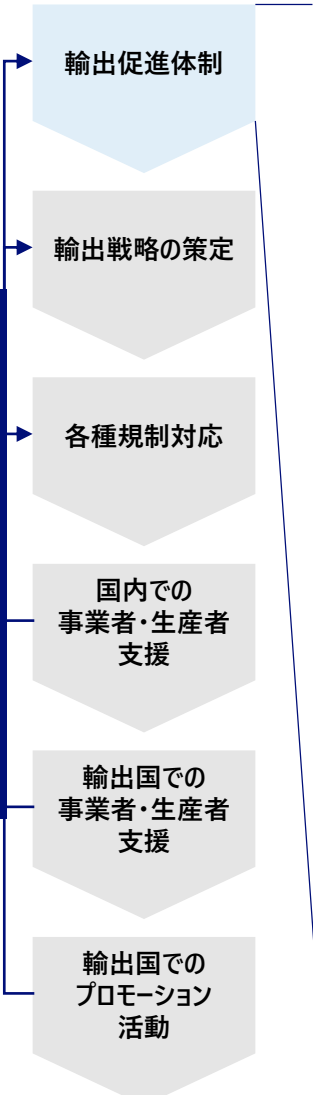 輸出促進体制
輸出戦略の策定
各種規制対応
国内での
事業者・生産者
支援
輸出国での
事業者・生産者
支援
輸出国での
プロモーション
活動